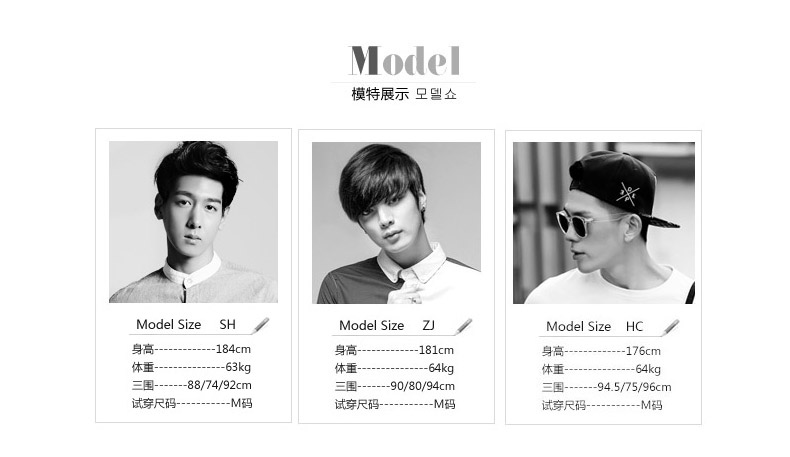 Model
模特展示 모델쇼
Model Size SH
身高-------------184cm
体重---------------63kg
三围-------88/74/92cm
试穿尺码-----------M码
Model Size ZJ
身高-------------181cm
体重---------------64kg
三围-------90/80/94cm
试穿尺码-----------M码
Model Size HC
身高-------------176cm
体重---------------64kg
三围-------94.5/75/96cm
试穿尺码-----------M码